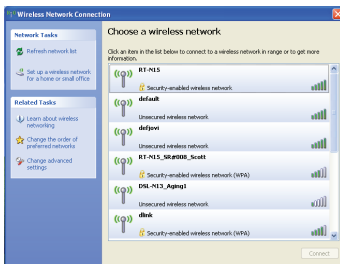 Wireless Network Connection
Network Tasks
Refresh network list
Set up a wireless network
for a home or small office
Related Tasks
Learn about wireless
networking
Change the order of
preferred networks
Change advanced
settings
Choose a wireless network
Click an item in the list below to connect to a wireless network in range or to get more
information.
RT-N15
Security-enabled wireless network
default
Unsecured wireless network
defjovi
Unsecured wireless network
RT-N15_SR#008_Scott
Security-enabled wireless network (WPA)
DSL-N13_Aging1
Unsecured wireless network
dlink
Security-enabled wireless network (WPA)
Connect